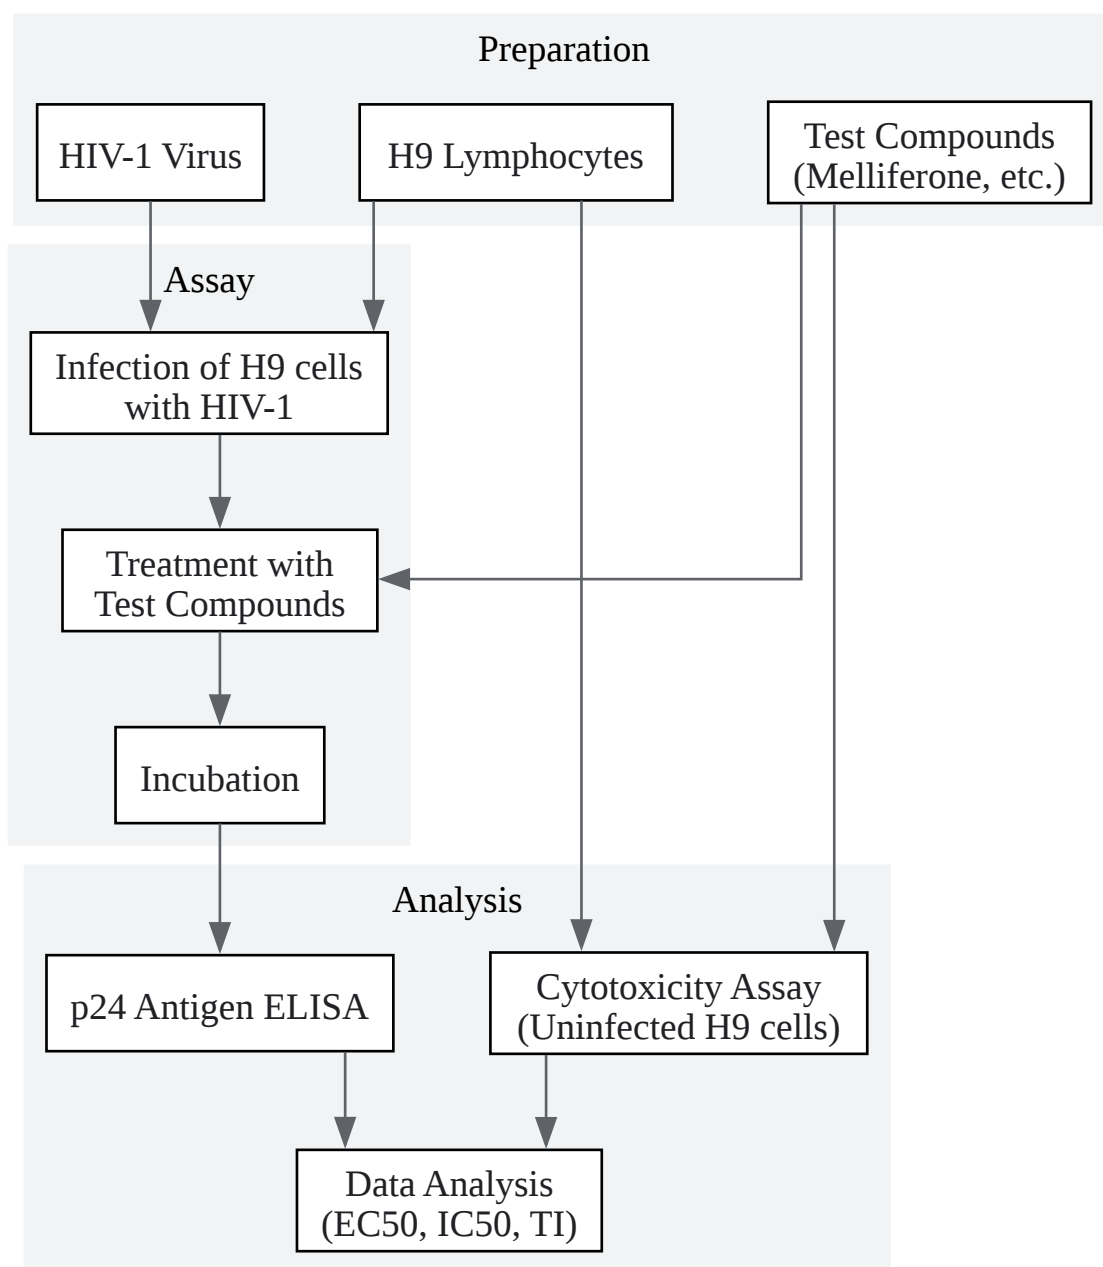 Preparation
HIV-1 Virus
H9 Lymphocytes
Test Compounds
(Melliferone, etc.)
Assay
Infection of H9 cells
with HIV-1
Treatment with
Test Compounds
Incubation
Analysis
p24 Antigen ELISA
Cytotoxicity Assay
(Uninfected H9 cells)
Data Analysis
(EC50, IC50, TI)